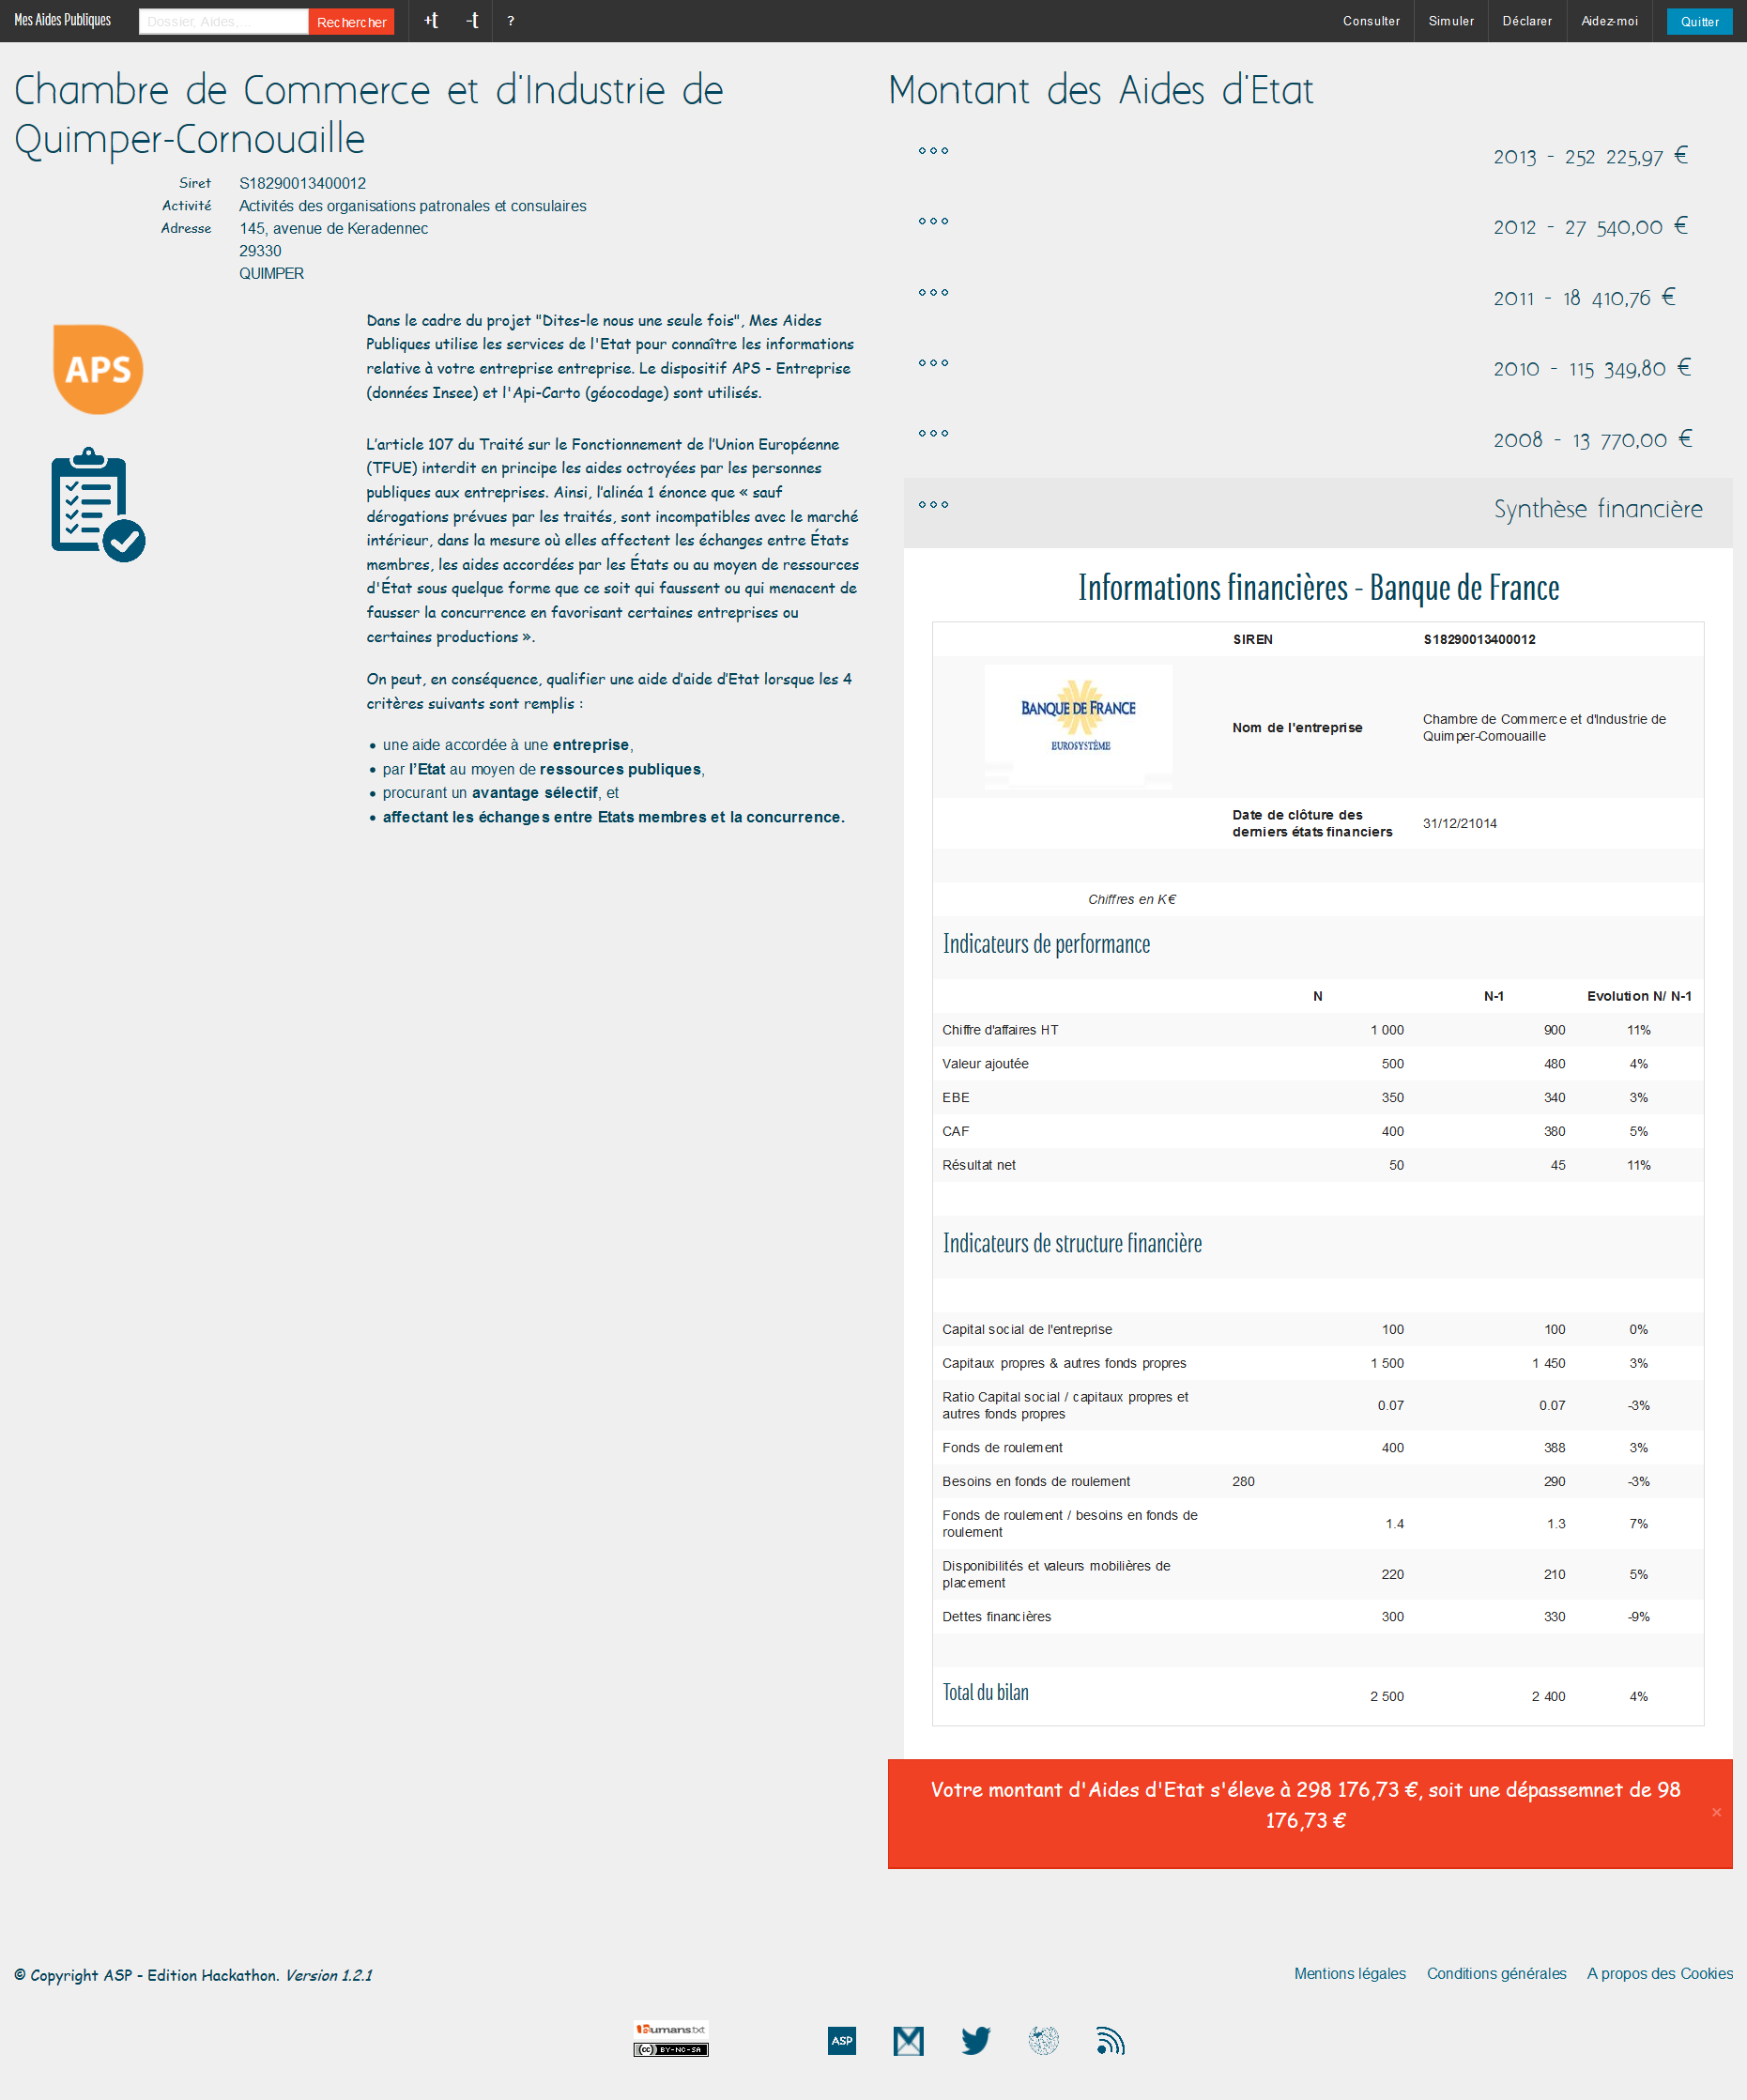 Mes Aides Publiques
Dossier, Aides,...
Rechercher
+t
-t
?
Consulter
Simuler
Déclarer
Aidez-moi
Quitter
Chambre de Commerce et d'Industrie de
Quimper-Cornouaille
Siret S18290013400012
Activité Activités des organisations patronales et consulaires
Adresse 145, avenue de Keradennec
29330
QUIMPER
APS
Dans le cadre du projet "Dites-le nous une seule fois", Mes Aides
Publiques utilise les services de l'Etat pour connaître les informations
relative à votre entreprise entreprise. Le dispositif APS - Entreprise
(données Insee) et l'Api-Carto (géocodage) sont utilisés.
L’article 107 du Traité sur le Fonctionnement de l’Union Européenne
(TFUE) interdit en principe les aides octroyées par les personnes
publiques aux entreprises. Ainsi, l’alinéa 1 énonce que « sauf
dérogations prévues par les traités, sont incompatibles avec le marché
intérieur, dans la mesure où elles affectent les échanges entre États
membres, les aides accordées par les États ou au moyen de ressources
d'État sous quelque forme que ce soit qui faussent ou qui menacent de
fausser la concurrence en favorisant certaines entreprises ou
certaines productions ».
On peut, en conséquence, qualifier une aide d’aide d’Etat lorsque les 4
critères suivants sont remplis :
• une aide accordée à une entreprise,
• par l’Etat au moyen de ressources publiques,
• procurant un avantage sélectif, et
• affectant les échanges entre Etats membres et la concurrence.
Montant des Aides d'Etat
2013 - 252 225,97 €
2012 - 27 540,00 €
2011 - 18 410,76 €
2010 - 115 349,80 €
2008 - 13 770,00 €
Synthèse financière
Informations financières - Banque de France
SIREN S18290013400012
BANQUE DE FRANCE
EUROSYSTÈME
Nom de l'entreprise
Chambre de Commerce et d'Industrie de
Quimper-Cornouaille
Date de clôture des
derniers états financiers
31/12/21014
Chiffres en K€
Indicateurs de performance
N N-1 Evolution N/ N-1
Chiffre d'affaires HT 1 000 900 11%
Valeur ajoutée 500 480 4%
EBE 350 340 3%
CAF 400 380 5%
Résultat net 50 45 11%
Indicateurs de structure financière
Capital social de l'entreprise 100 100 0%
Capitaux propres & autres fonds propres 1 500 1 450 3%
Ratio Capital social / capitaux propres et
autres fonds propres
0.07 0.07 -3%
Fonds de roulement 400 388 3%
Besoins en fonds de roulement 280 290 -3%
Fonds de roulement / besoins en fonds de
roulement
1.4 1.3 7%
Disponibilités et valeurs mobilières de
placement
220 210 5%
Dettes financières 300 330 -9%
Total du bilan 2 500 2 400 4%
Votre montant d'Aides d'Etat s'éleve à 298 176,73 €, soit une dépassemnet de 98
176,73 €
×
© Copyright ASP - Edition Hackathon. Version 1.2.1
Mentions légales
Conditions générales
A propos des Cookies
humans.txt
cc BY-NC-SA
ASP